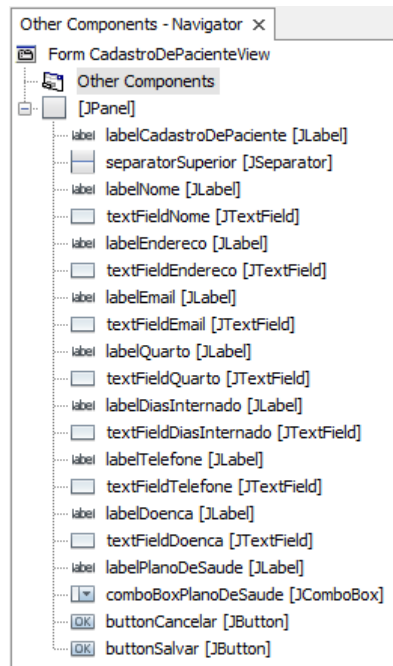 Other Components - Navigator ×
Form CadastroDePacienteView
Other Components
[JPanel]
label labelCadastroDePaciente [JLabel]
separatorSuperior [JSeparator]
label labelNome [JLabel]
textFieldNome [JTextField]
label labelEndereco [JLabel]
textFieldEndereco [JTextField]
label labelEmail [JLabel]
textFieldEmail [JTextField]
label labelQuarto [JLabel]
textFieldQuarto [JTextField]
label labelDiasInternado [JLabel]
textFieldDiasInternado [JTextField]
label labelTelefone [JLabel]
textFieldTelefone [JTextField]
label labelDoenca [JLabel]
textFieldDoenca [JTextField]
label labelPlanoDeSaude [JLabel]
comboBoxPlanoDeSaude [JComboBox]
OK buttonCancelar [JButton]
OK buttonSalvar [JButton]